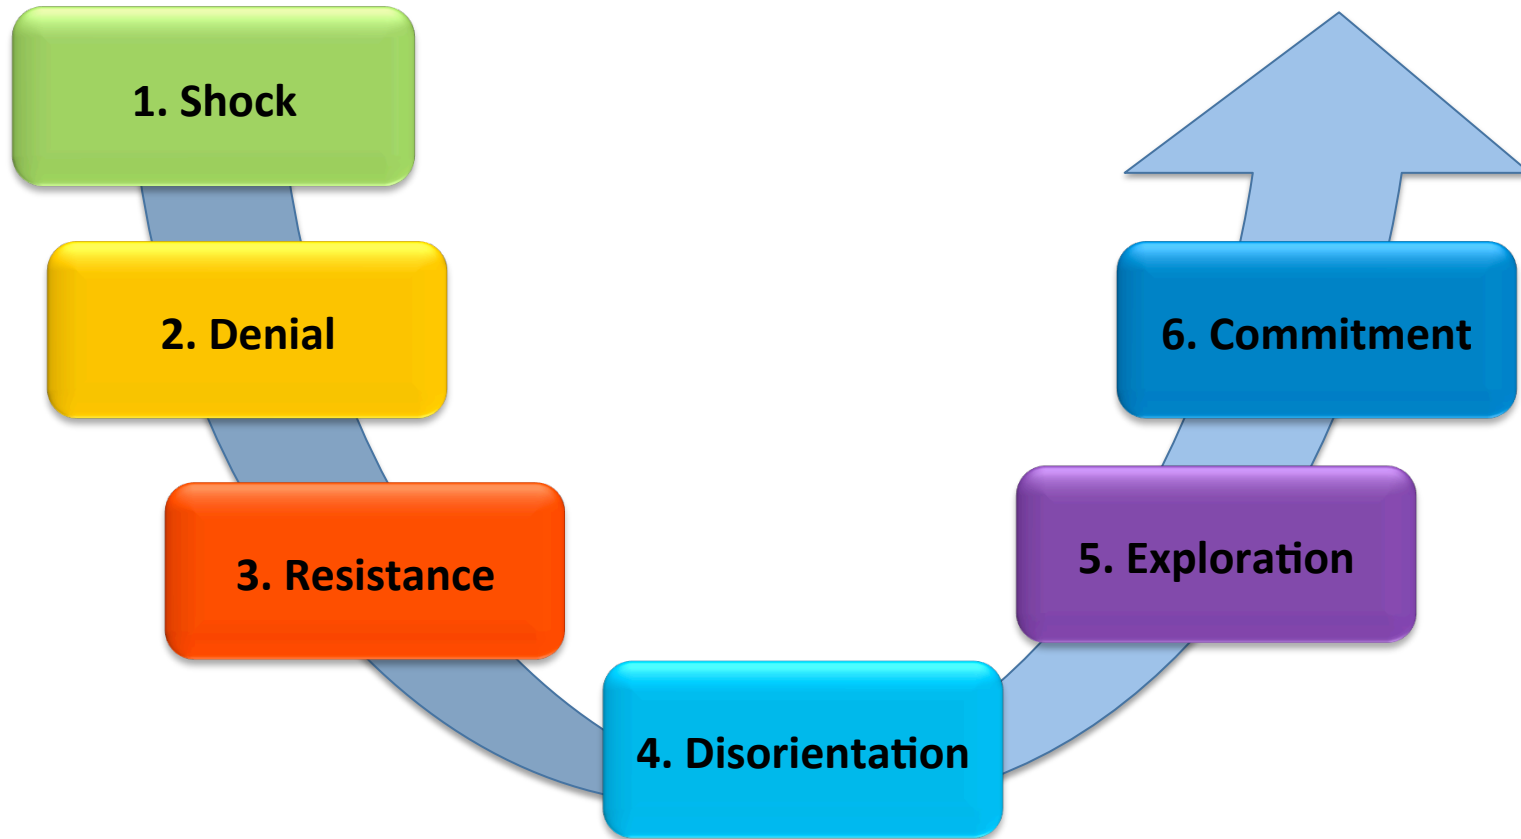 1. Shock
2. Denial
3. Resistance
4. Disorientation
5. Exploration
6. Commitment